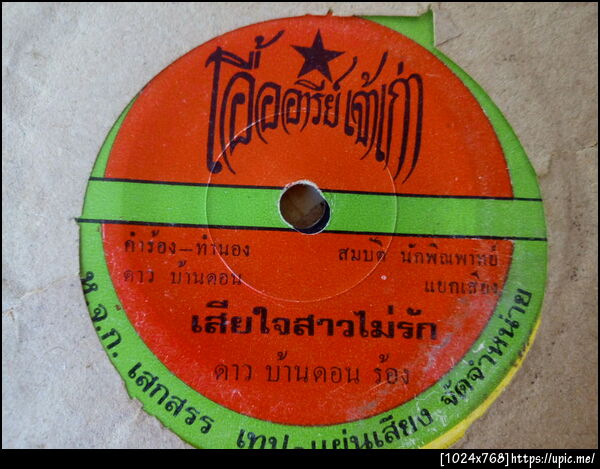 เอื้ออารีย์ เจ้าเก่า
คำร้อง-ทำนอง
ดาว บ้านดอน
สมบัติ นักพิณพาทย์
แยกเสียง
เสียใจสาวไม่รัก
ดาว บ้านดอน ร้อง
ห.จ.ก. เสกสรร เทป-แผ่นเสียง จัดจำหน่าย
[1024x768]https://upic.me/